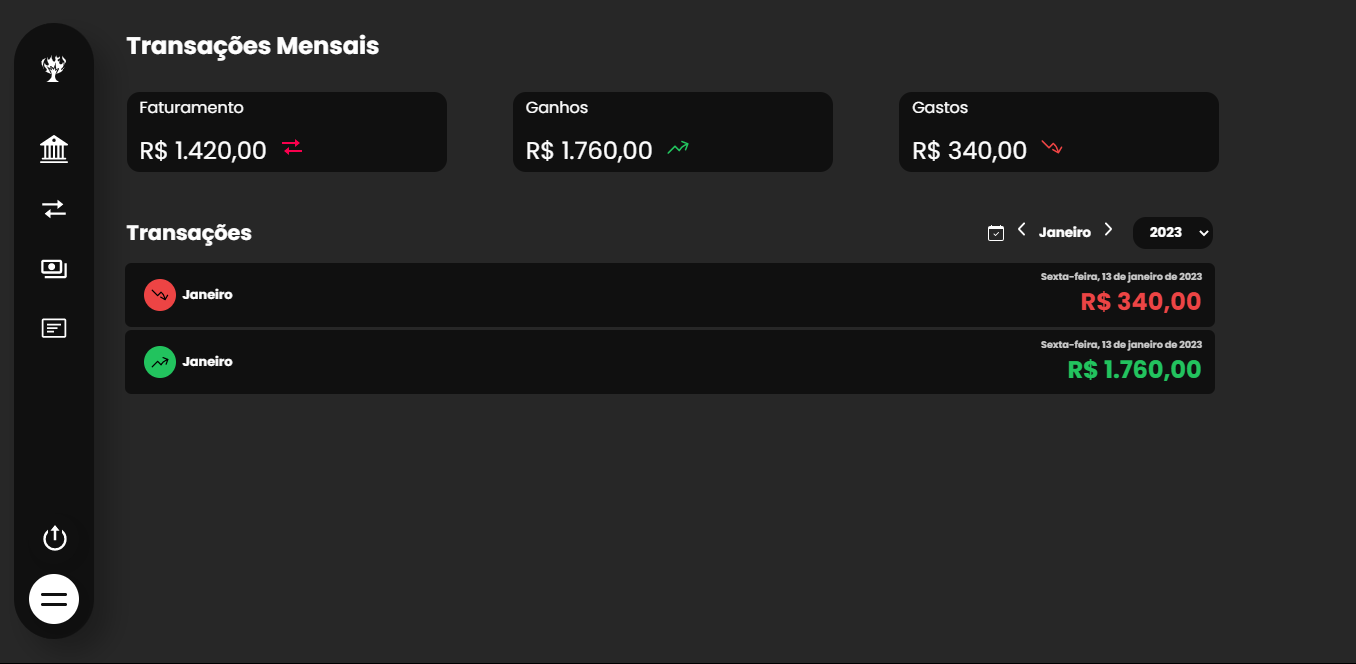 Transações Mensais
Faturamento
R$ 1.420,00
Ganhos
R$ 1.760,00
Gastos
R$ 340,00
Transações
Janeiro
2023
Janeiro
Sexta-feira, 13 de janeiro de 2023
R$ 340,00
Janeiro
Sexta-feira, 13 de janeiro de 2023
R$ 1.760,00